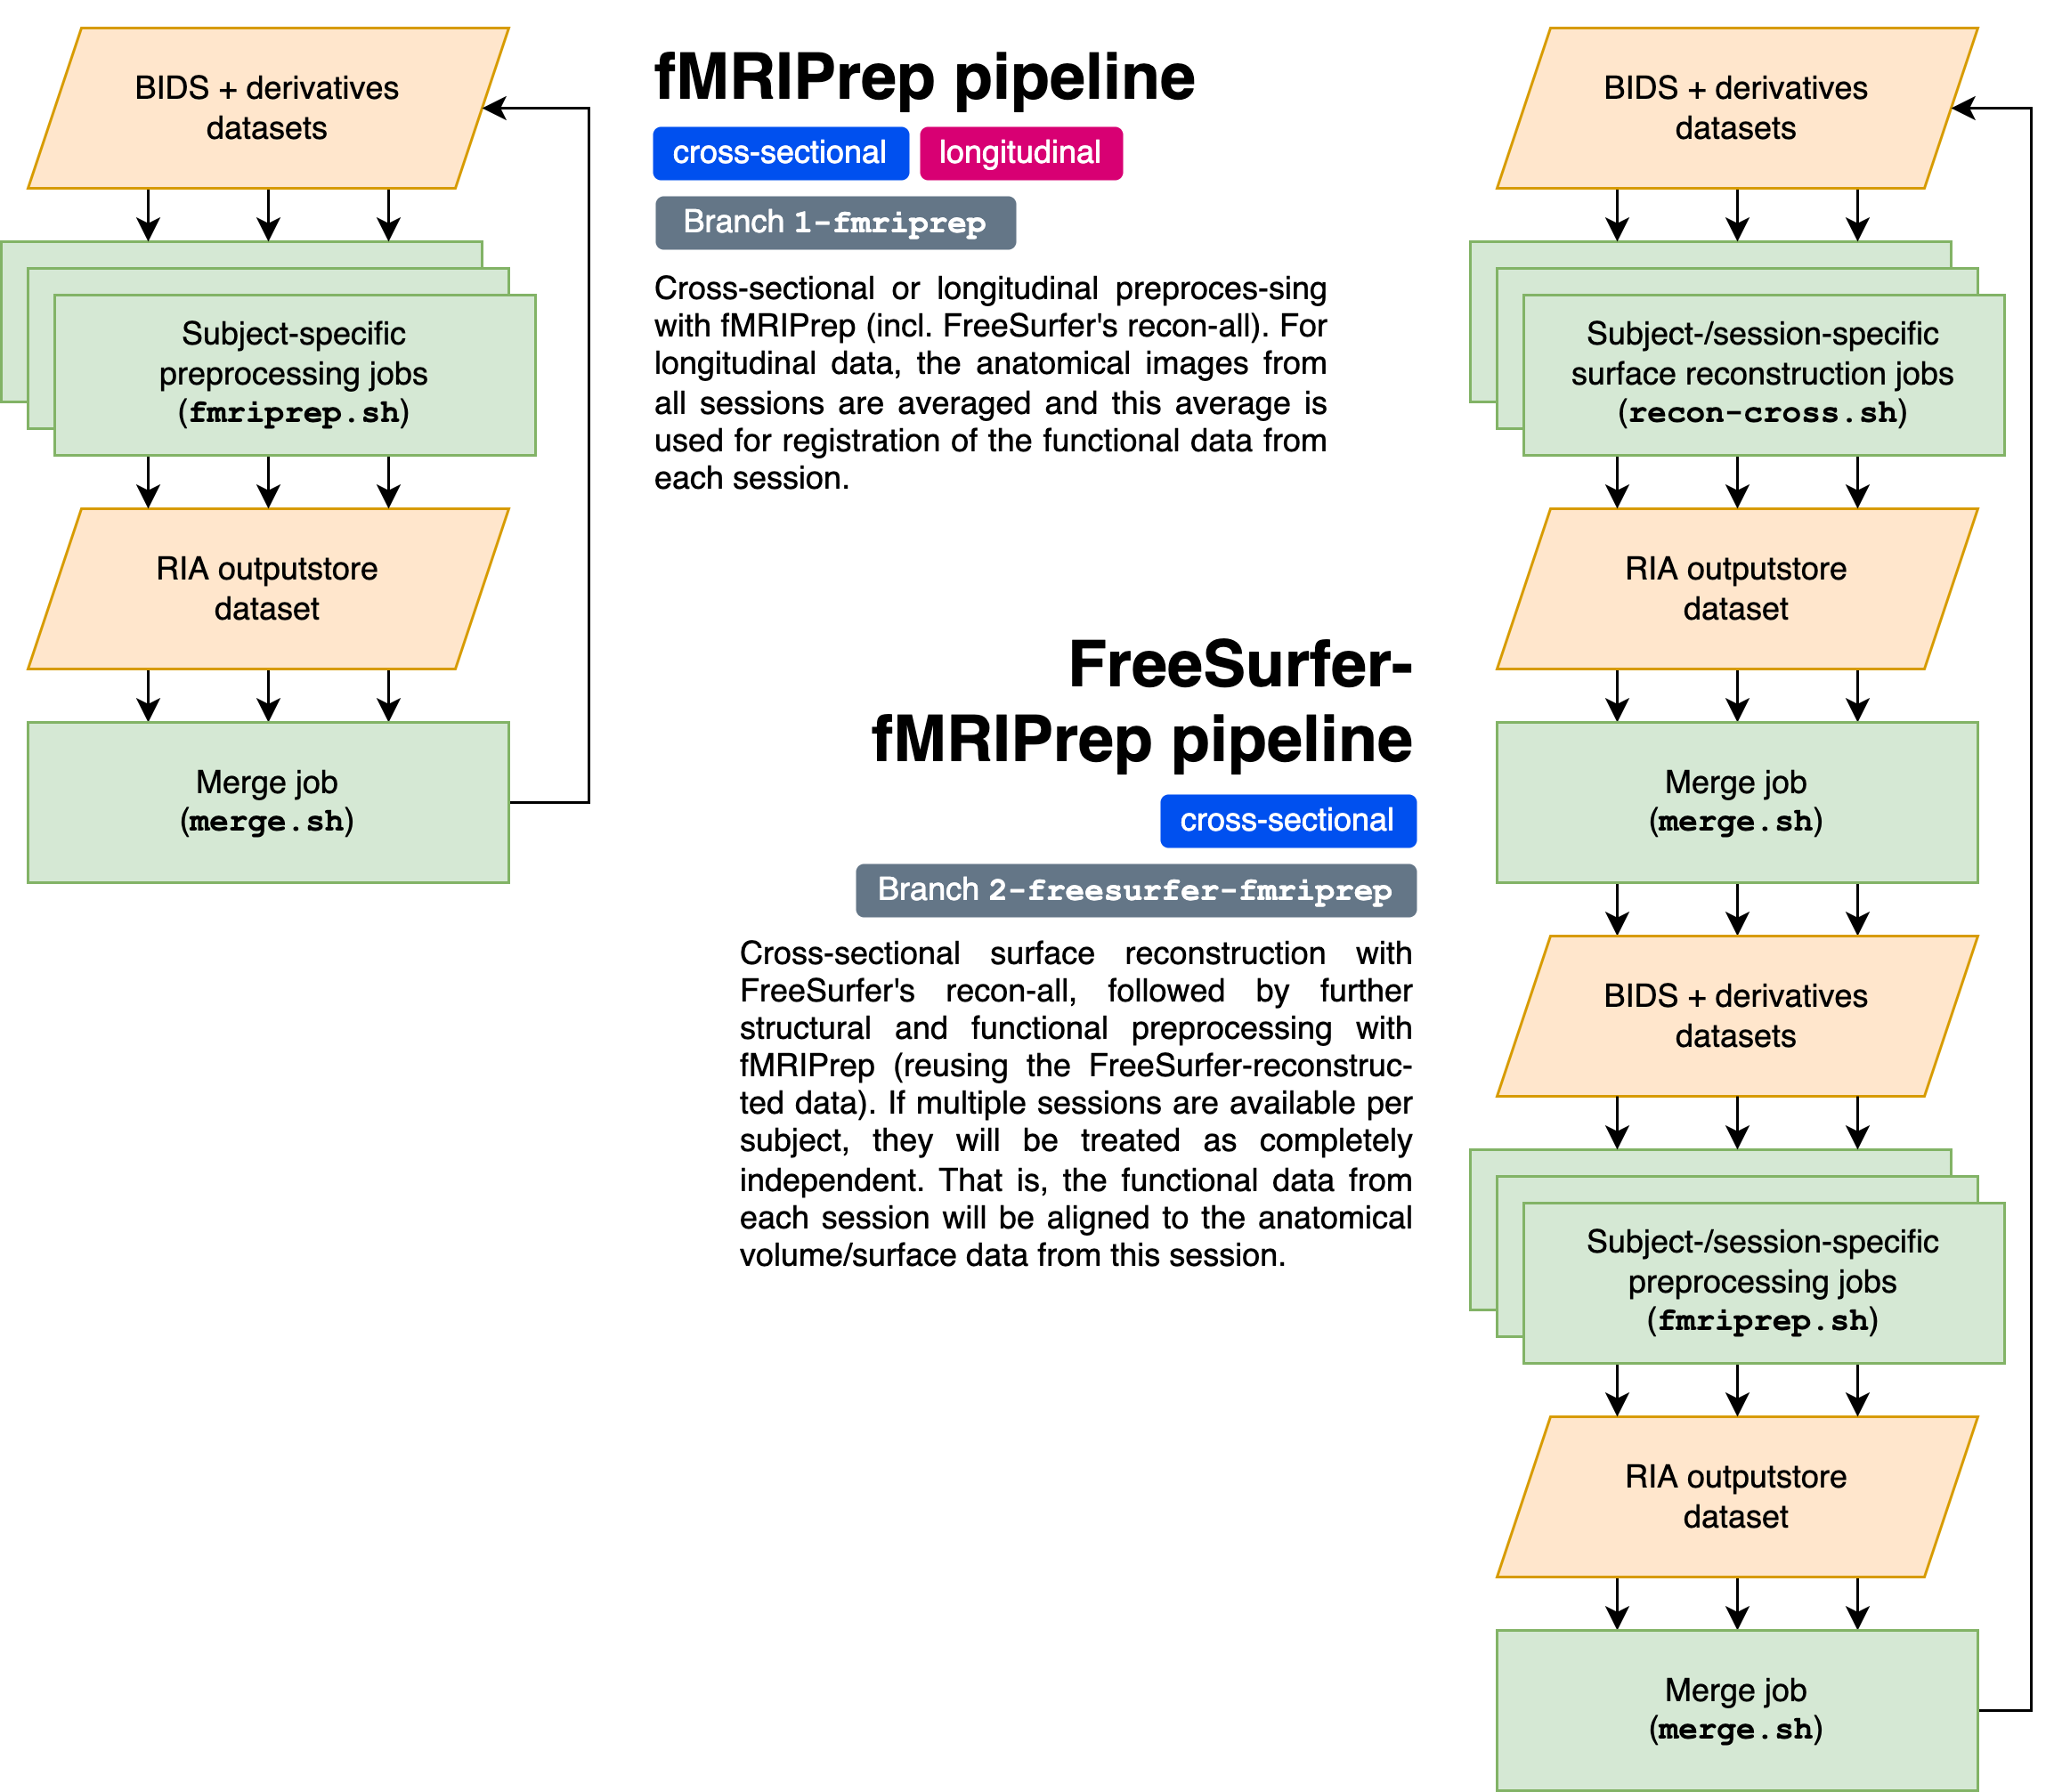 BIDS + derivatives
datasets
Subject-specific
preprocessing jobs
(fmriprep.sh)
RIA outputstore
dataset
Merge job
(merge.sh)
fMRIPrep pipeline
cross-sectional
longitudinal
Branch 1-fmriprep
Cross-sectional or longitudinal preproces-sing
with fMRIPrep (incl. FreeSurfer's recon-all). For
longitudinal data, the anatomical images from
all sessions are averaged and this average is
used for registration of the functional data from
each session.
FreeSurfer-
fMRIPrep pipeline
cross-sectional
Branch 2-freesurfer-fmriprep
Cross-sectional surface reconstruction with
FreeSurfer's recon-all, followed by further
structural and functional preprocessing with
fMRIPrep (reusing the FreeSurfer-reconstruc-
ted data). If multiple sessions are available per
subject, they will be treated as completely
independent. That is, the functional data from
each session will be aligned to the anatomical
volume/surface data from this session.
BIDS + derivatives
datasets
Subject-/session-specific
surface reconstruction jobs
(recon-cross.sh)
RIA outputstore
dataset
Merge job
(merge.sh)
BIDS + derivatives
datasets
Subject-/session-specific
preprocessing jobs
(fmriprep.sh)
RIA outputstore
dataset
Merge job
(merge.sh)